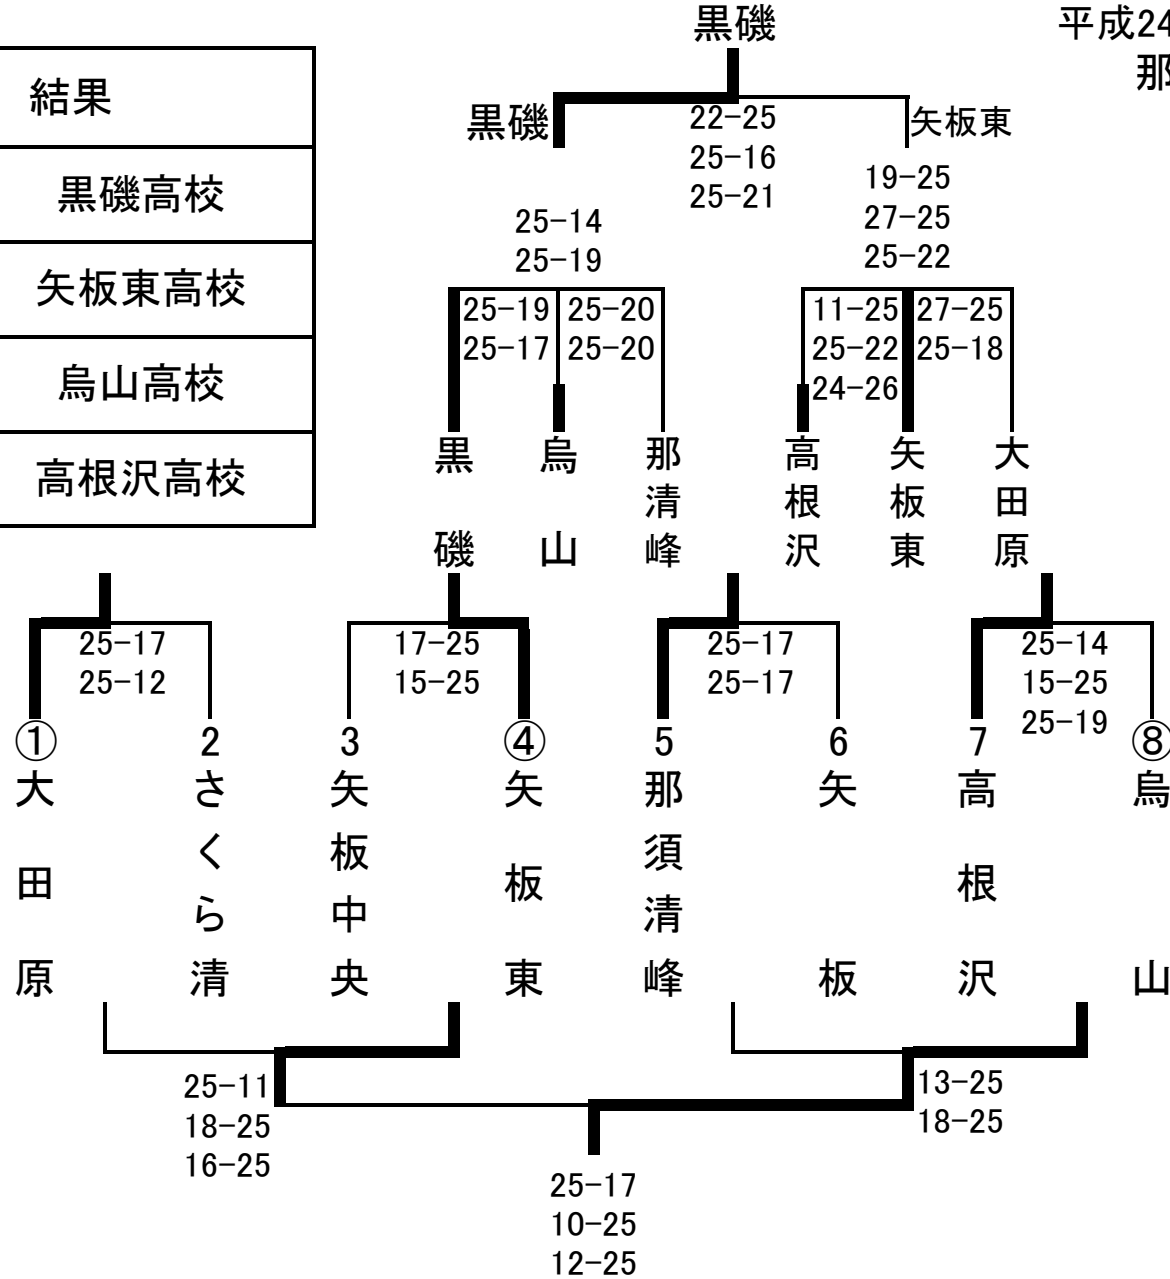 黒磯
平成24
那
結果
黒磯高校
矢板東高校
烏山高校
高根沢高校
黒磯
矢板東
22-25
25-16
25-21
25-14
25-19
19-25
27-25
25-22
25-19
25-17
25-20
25-20
11-25
25-22
24-26
27-25
25-18
黒磯
烏山
那清峰
高根沢
矢板東
大田原
25-17
25-12
17-25
15-25
25-17
25-17
25-14
15-25
25-19
①
大田原
2
さくら清
3
矢板中央
④
矢板東
5
那須清峰
6
矢板
7
高根沢
⑧
烏山
25-11
18-25
16-25
13-25
18-25
25-17
10-25
12-25